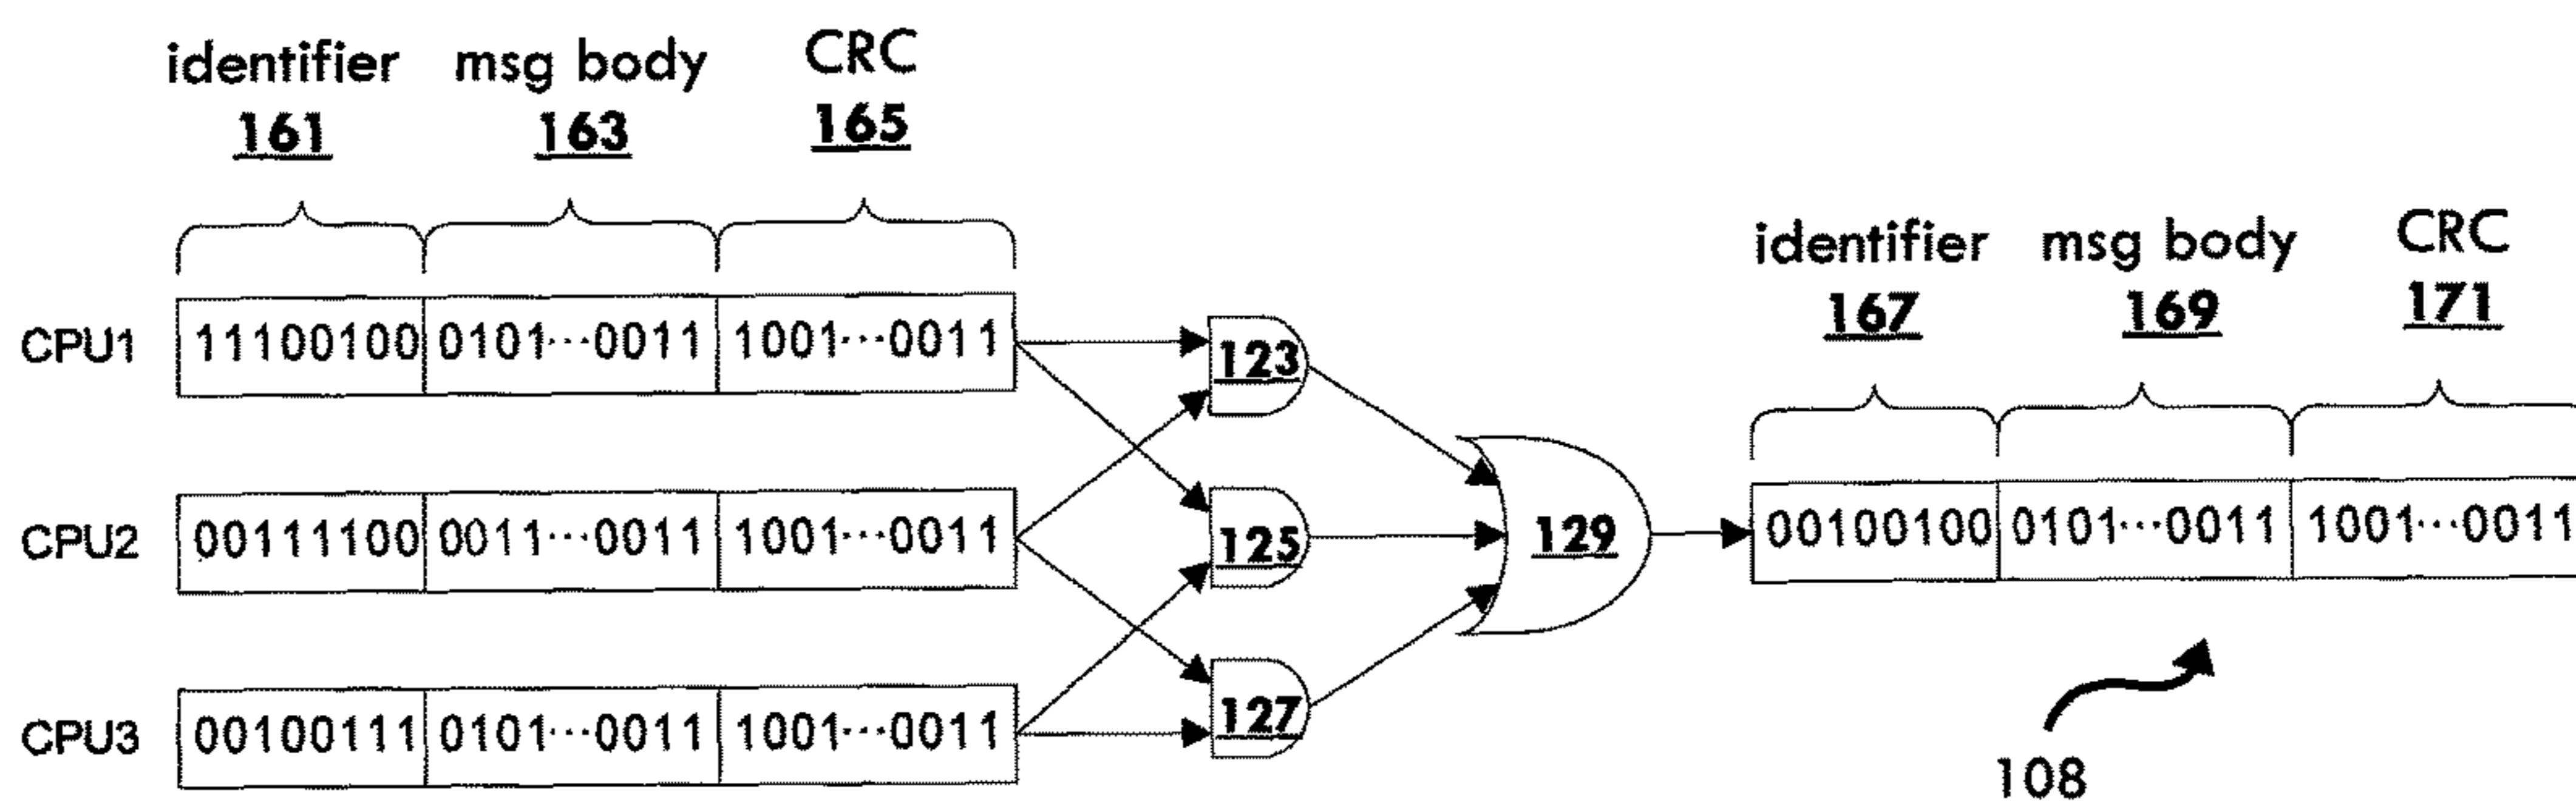 identifier msg body CRC
161 163 165
identifier msg body CRC
167 169 171
CPU1 11100100 0101···0011 1001···0011
123
CPU2 00111100 0011···0011 1001···0011
125 129 00100100 0101···0011 1001···0011
CPU3 00100111 0101···0011 1001···0011
127
108